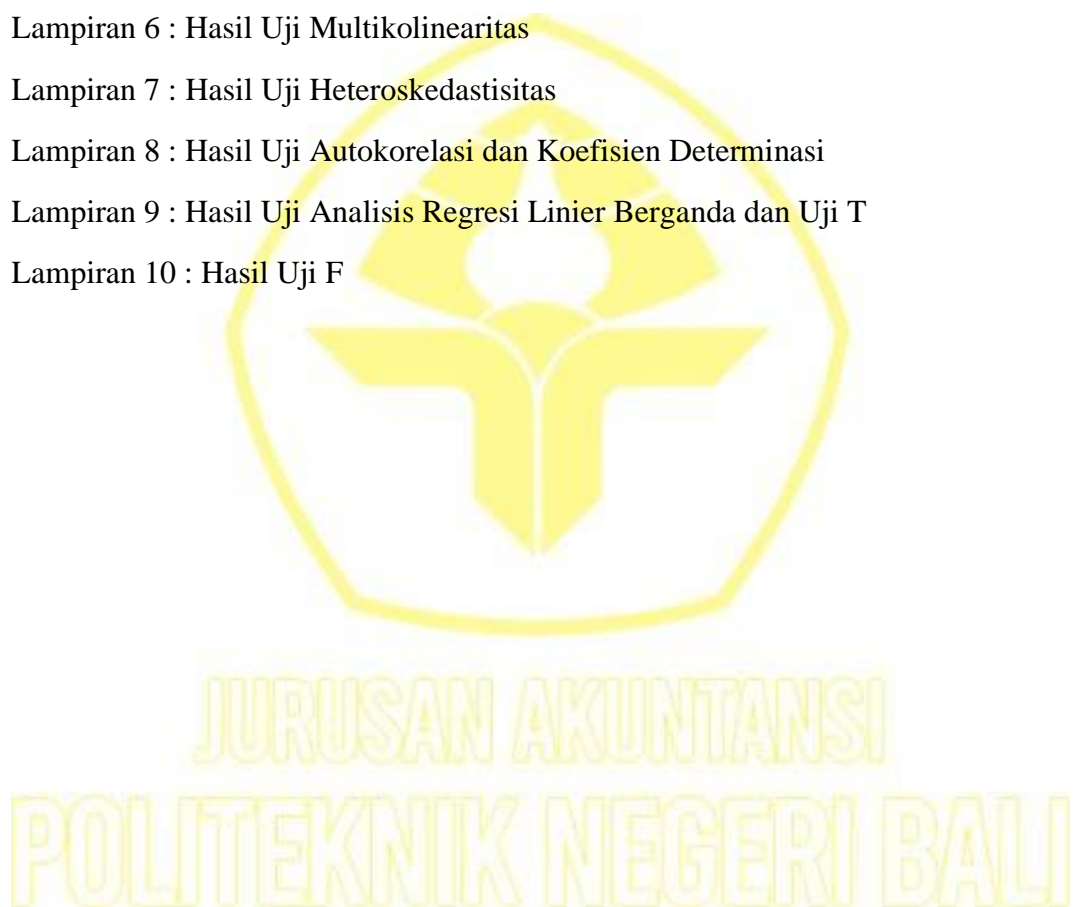 Lampiran 6 : Hasil Uji Multikolinearitas
Lampiran 7 : Hasil Uji Heteroskedastisitas
Lampiran 8 : Hasil Uji Autokorelasi dan Koefisien Determinasi
Lampiran 9 : Hasil Uji Analisis Regresi Linier Berganda dan Uji T
Lampiran 10 : Hasil Uji F
JURUSAN AKUNTANSI
POLITEKNIK NEGERI BALI